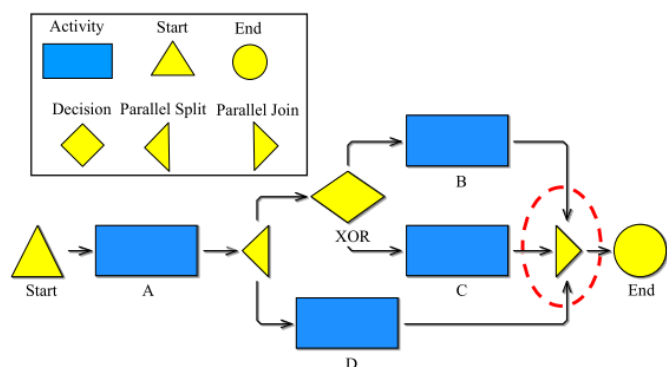 Activity Start End
Decision Parallel Split Parallel Join
B
XOR
Start A C End
D